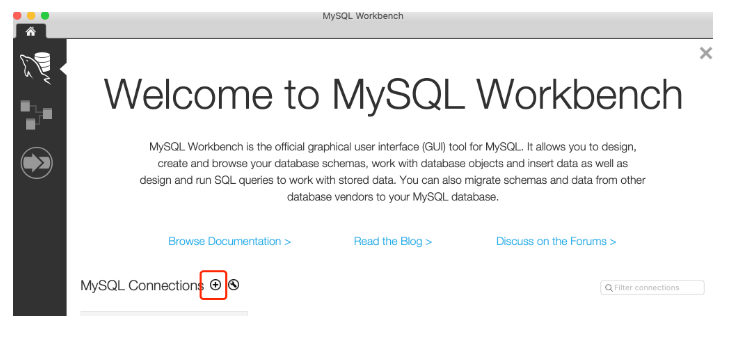 MySQL Workbench
Welcome to MySQL Workbench
MySQL Workbench is the official graphical user interface (GUI) tool for MySQL. It allows you to design,
create and browse your database schemas, work with database objects and insert data as well as
design and run SQL queries to work with stored data. You can also migrate schemas and data from other
database vendors to your MySQL database.
Browse Documentation > Read the Blog > Discuss on the Forums >
MySQL Connections Filter connections